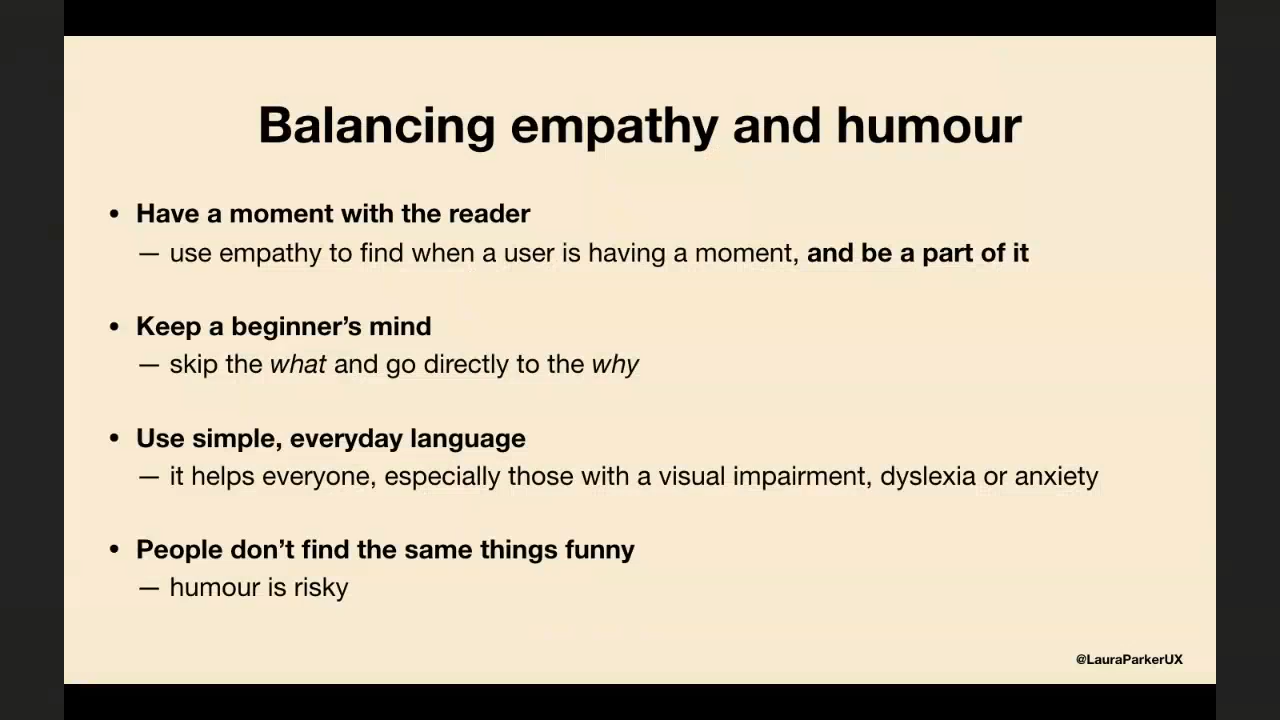 Balancing empathy and humour
• Have a moment with the reader
— use empathy to find when a user is having a moment, and be a part of it
• Keep a beginner’s mind
— skip the what and go directly to the why
• Use simple, everyday language
— it helps everyone, especially those with a visual impairment, dyslexia or anxiety
• People don’t find the same things funny
— humour is risky
@LauraParkerUX